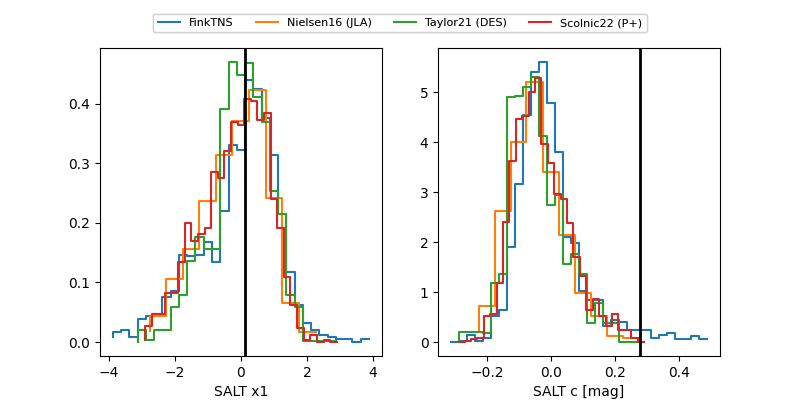 FinkTNS Nielsen16 (JLA) Taylor21 (DES) Scolnic22 (P+)
0.4
0.3
0.2
0.1
0.0
−4 −2 0 2 4
SALT x1
5
4
3
2
1
0
−0.2 0.0 0.2 0.4
SALT c [mag]